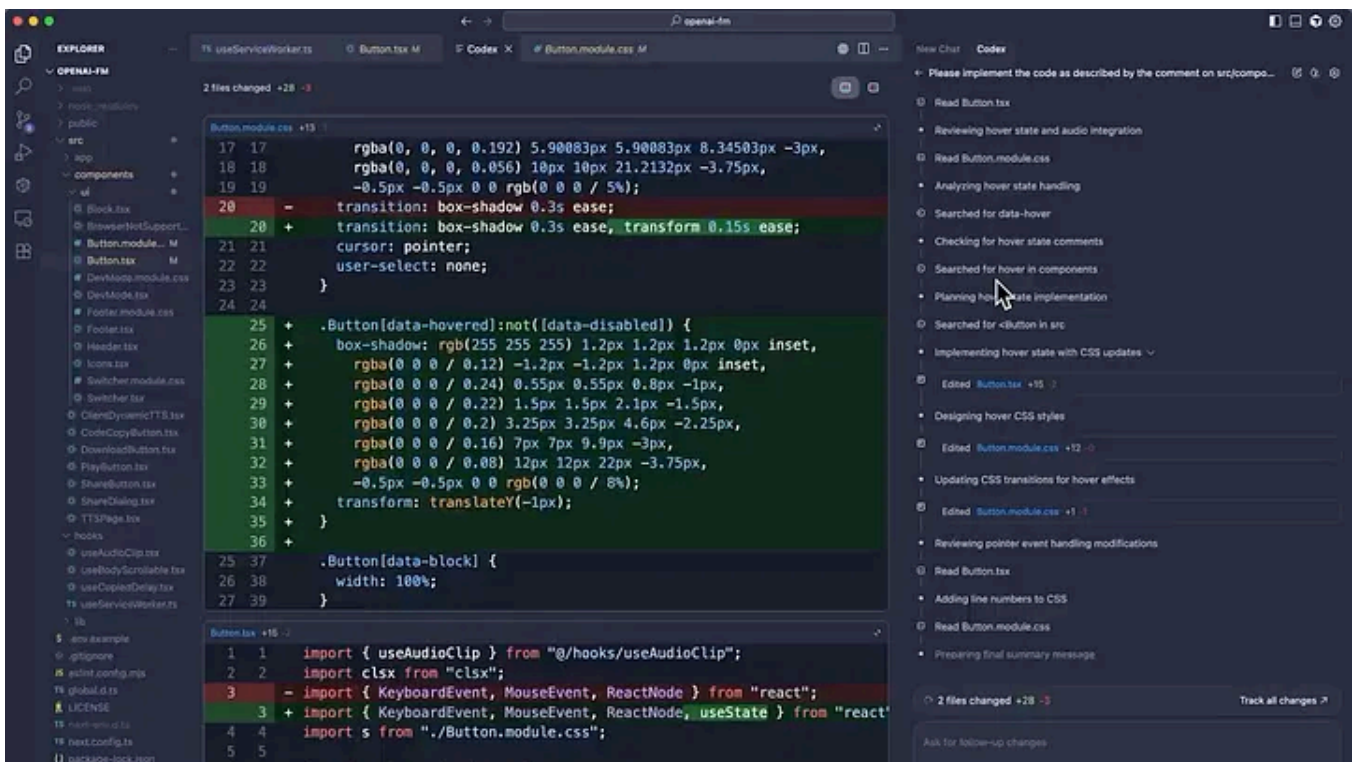 openai-fm
EXPLORER
TS useServiceWorker.ts
Button.tsx M
Codex
# Button.module.css M
New Chat
Codex
OPENAI-FM
> node_modules
> public
src
> app
components
ui
Block.tsx
BrowserNotSupport...
# Button.module... M
Button.tsx M
# DevMode.module.css
DevMode.tsx
# Footer.module.css
Footer.tsx
Header.tsx
Icons.tsx
# Switcher.module.css
Switcher.tsx
ClientDynamicTTS.tsx
CodeCopyButton.tsx
DownloadButton.tsx
PlayButton.tsx
ShareButton.tsx
ShareDialog.tsx
TTSPage.tsx
hooks
useAudioClip.tsx
useBodyScrollable.tsx
useCopiedDelay.tsx
TS useServiceWorker.ts
> lib
$ .env.example
.gitignore
JS eslint.config.mjs
TS global.d.ts
LICENSE
TS next-env.d.ts
TS next.config.ts
{} package-lock.json
2 files changed +28 -3
Button.module.css +13 -1
17 17 rgba(0, 0, 0, 0.192) 5.90083px 5.90083px 8.34503px -3px,
18 18 rgba(0, 0, 0, 0.056) 10px 10px 21.2132px -3.75px,
19 19 -0.5px -0.5px 0 0 rgb(0 0 0 / 5%);
20 - transition: box-shadow 0.3s ease;
20 + transition: box-shadow 0.3s ease, transform 0.15s ease;
21 21 cursor: pointer;
22 22 user-select: none;
23 23 }
24 24
25 + .Button[data-hovered]:not([data-disabled]) {
26 + box-shadow: rgb(255 255 255) 1.2px 1.2px 1.2px 0px inset,
27 + rgba(0 0 0 / 0.12) -1.2px -1.2px 1.2px 0px inset,
28 + rgba(0 0 0 / 0.24) 0.55px 0.55px 0.8px -1px,
29 + rgba(0 0 0 / 0.22) 1.5px 1.5px 2.1px -1.5px,
30 + rgba(0 0 0 / 0.2) 3.25px 3.25px 4.6px -2.25px,
31 + rgba(0 0 0 / 0.16) 7px 7px 9.9px -3px,
32 + rgba(0 0 0 / 0.08) 12px 12px 22px -3.75px,
33 + -0.5px -0.5px 0 0 rgb(0 0 0 / 8%);
34 + transform: translateY(-1px);
35 + }
36 +
25 37 .Button[data-block] {
26 38 width: 100%;
27 39 }
Button.tsx +15 -2
1 1 import { useAudioClip } from "@/hooks/useAudioClip";
2 2 import clsx from "clsx";
3 - import { KeyboardEvent, MouseEvent, ReactNode } from "react";
3 + import { KeyboardEvent, MouseEvent, ReactNode, useState } from "react"
4 4 import s from "./Button.module.css";
5 5
Please implement the code as described by the comment on src/compo...
Read Button.tsx
Reviewing hover state and audio integration
Read Button.module.css
Analyzing hover state handling
Searched for data-hover
Checking for hover state comments
Searched for hover in components
Planning hover state implementation
Searched for <Button in src
Implementing hover state with CSS updates
Edited Button.tsx +15 -2
Designing hover CSS styles
Edited Button.module.css +12 -0
Updating CSS transitions for hover effects
Edited Button.module.css +1 -1
Reviewing pointer event handling modifications
Read Button.tsx
Adding line numbers to CSS
Read Button.module.css
Preparing final summary message
2 files changed +28 -3
Track all changes
Ask for follow-up changes